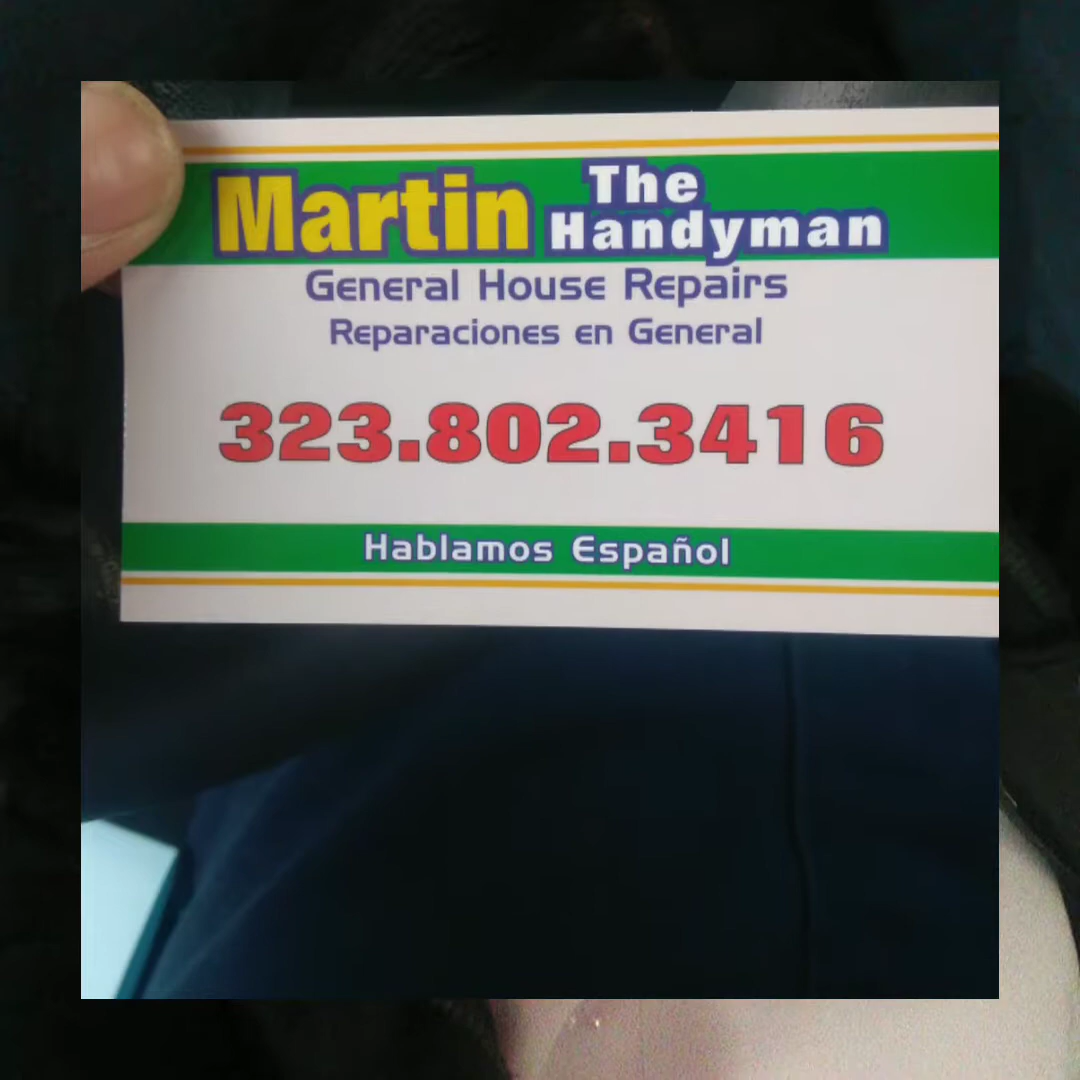 Martin The Handyman
General House Repairs
Reparaciones en General
323.802.3416
Hablamos Español